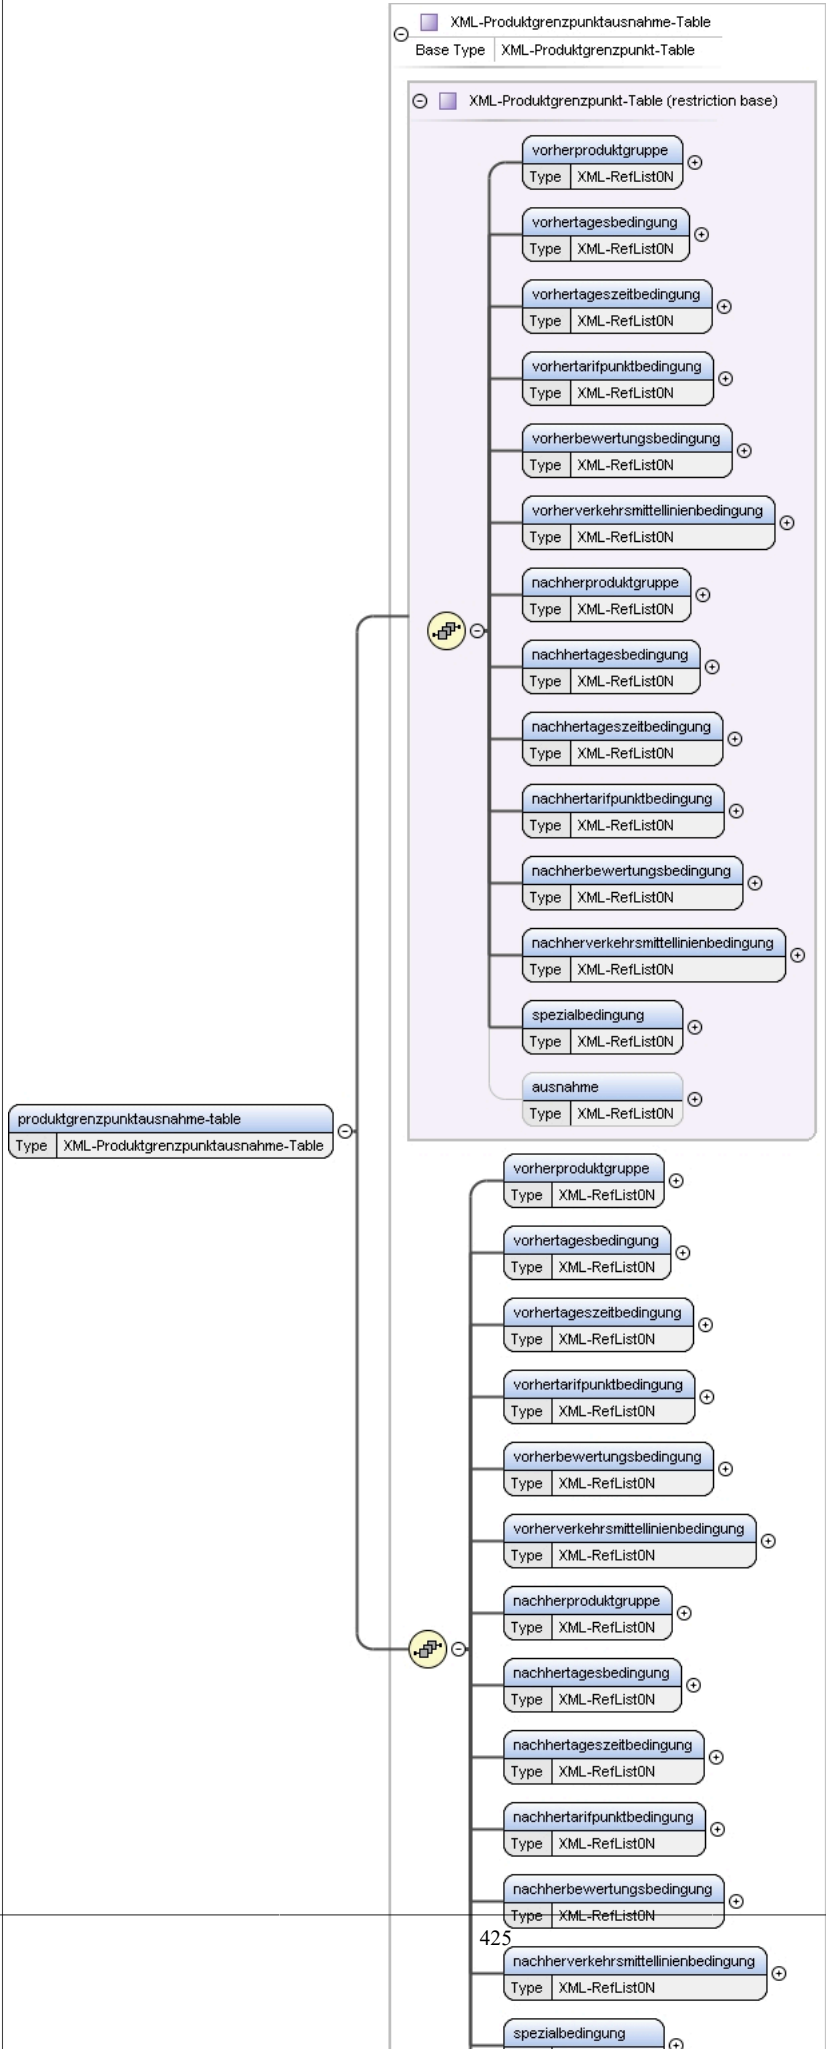 XML-Produktgrenzpunktausnahme-Table
Base Type XML-Produktgrenzpunkt-Table
XML-Produktgrenzpunkt-Table (restriction base)
vorherproduktgruppe
Type XML-RefList0N
vorhertagesbedingung
Type XML-RefList0N
vorhertageszeitbedingung
Type XML-RefList0N
vorhertarifpunktbedingung
Type XML-RefList0N
vorherbewertungsbedingung
Type XML-RefList0N
vorherverkehrsmittellinienbedingung
Type XML-RefList0N
nachherproduktgruppe
Type XML-RefList0N
nachhertagesbedingung
Type XML-RefList0N
nachhertageszeitbedingung
Type XML-RefList0N
nachhertarifpunktbedingung
Type XML-RefList0N
nachherbewertungsbedingung
Type XML-RefList0N
nachherverkehrsmittellinienbedingung
Type XML-RefList0N
spezialbedingung
Type XML-RefList0N
ausnahme
Type XML-RefList0N
produktgrenzpunktausnahme-table
Type XML-Produktgrenzpunktausnahme-Table
vorherproduktgruppe
Type XML-RefList0N
vorhertagesbedingung
Type XML-RefList0N
vorhertageszeitbedingung
Type XML-RefList0N
vorhertarifpunktbedingung
Type XML-RefList0N
vorherbewertungsbedingung
Type XML-RefList0N
vorherverkehrsmittellinienbedingung
Type XML-RefList0N
nachherproduktgruppe
Type XML-RefList0N
nachhertagesbedingung
Type XML-RefList0N
nachhertageszeitbedingung
Type XML-RefList0N
nachhertarifpunktbedingung
Type XML-RefList0N
nachherbewertungsbedingung
Type XML-RefList0N
425
nachherverkehrsmittellinienbedingung
Type XML-RefList0N
spezialbedingung